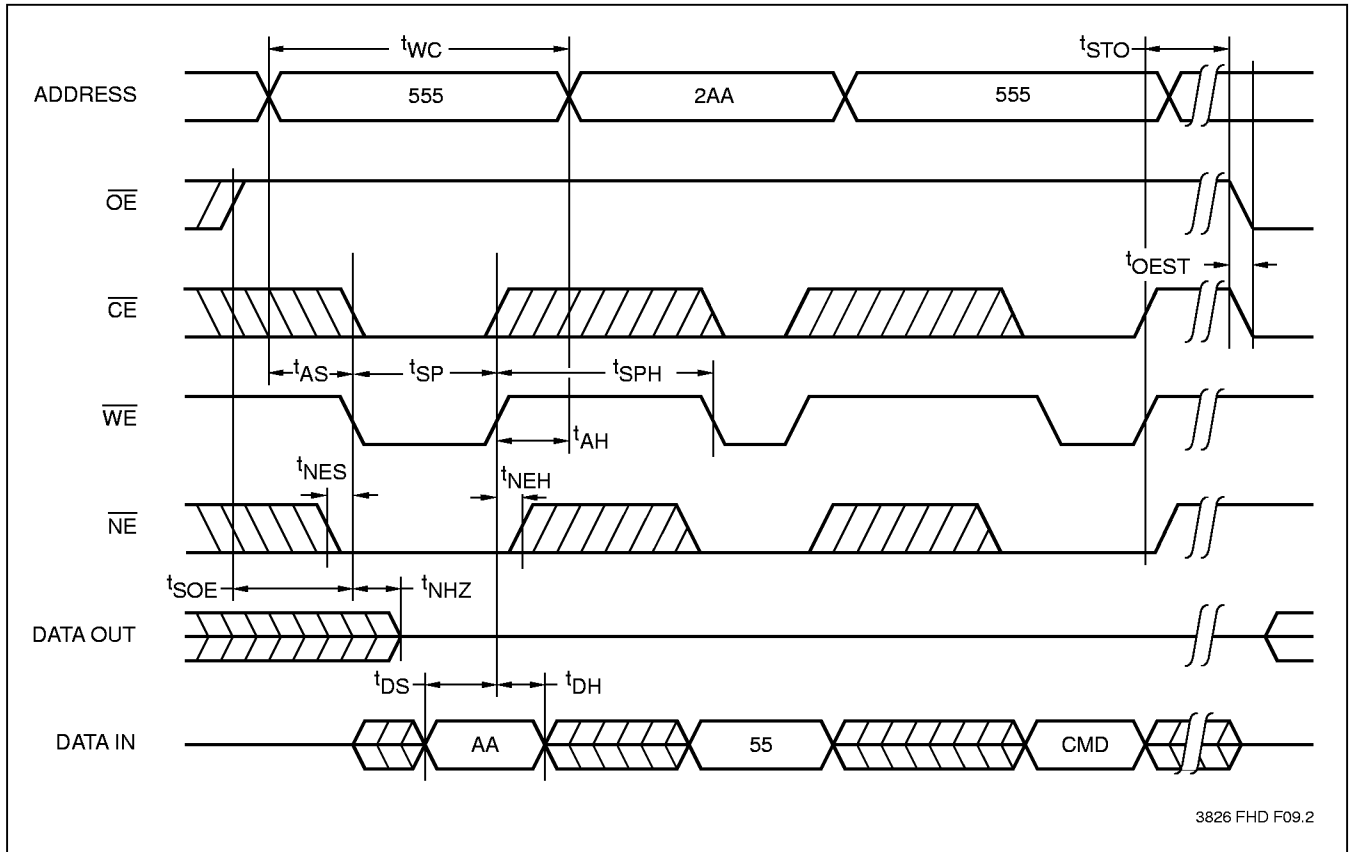 tWC
tSTO
ADDRESS 555 2AA 555
OE
tOEST
CE
tAS tSP tSPH
WE
tAH
tNES tNEH
NE
tSOE tNHZ
DATA OUT
tDS tDH
DATA IN AA 55 CMD
3826 FHD F09.2